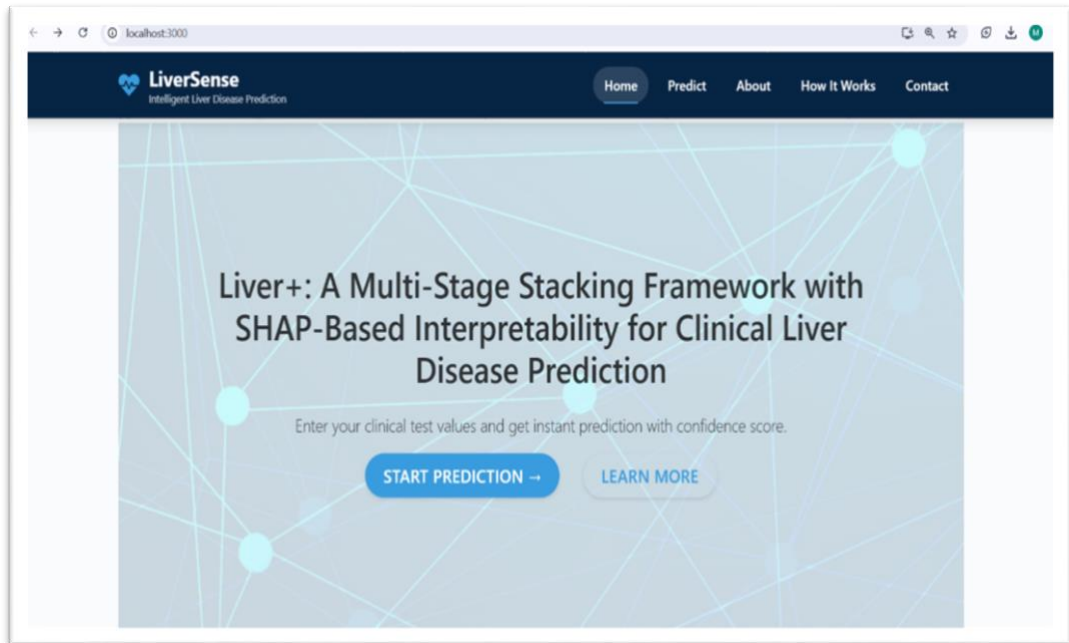 localhost:3000
M
LiverSense
Intelligent Liver Disease Prediction
Home Predict About How It Works Contact
Liver+: A Multi-Stage Stacking Framework with
SHAP-Based Interpretability for Clinical Liver
Disease Prediction
Enter your clinical test values and get instant prediction with confidence score.
START PREDICTION → LEARN MORE